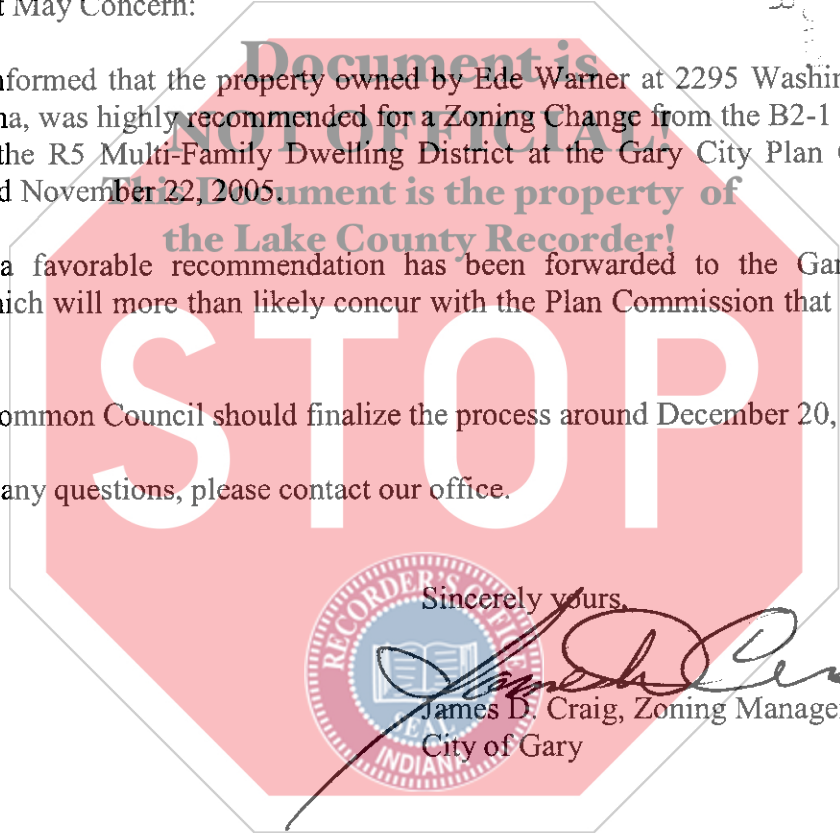 t May Concern:
Document is
nformed that the property owned by Ede Warner at 2295 Washin
na, was highly recommended for a Zoning Change from the B2-1
NOT OFFICIAL!
the R5 Multi-Family Dwelling District at the Gary City Plan
d November 22, 2005.
This Document is the property of
the Lake County Recorder!
a favorable recommendation has been forwarded to the Gar
ich will more than likely concur with the Plan Commission that
STOP
ommon Council should finalize the process around December 20,
any questions, please contact our office.
Sincerely yours,
RECORDER'S OFFICE
SEAL
INDIANA
James D. Craig, Zoning Manage
City of Gary